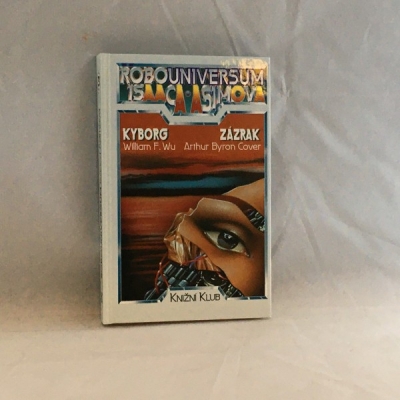 ROBOUNIVERSUM
ISAACA ASIMOVA
KYBORG ZÁZRAK
William F. Wu Arthur Byron Cover
KNIŽNÍ KLUB